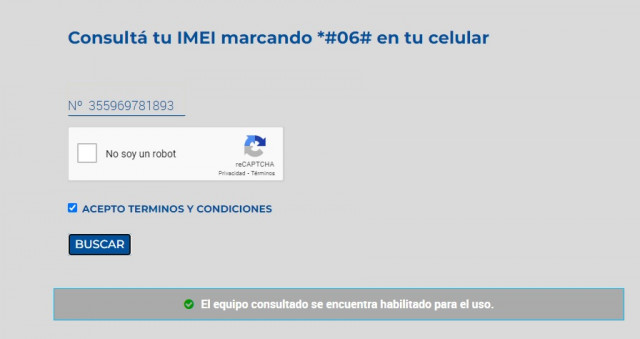 Consultá tu IMEI marcando *#06# en tu celular
Nº 355969781893
No soy un robot
reCAPTCHA
Privacidad - Términos
ACEPTO TERMINOS Y CONDICIONES
BUSCAR
El equipo consultado se encuentra habilitado para el uso.